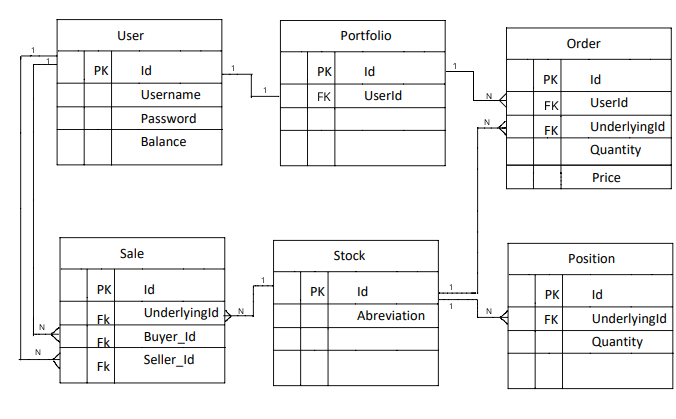 User
PK Id
Username
Password
Balance
Portfolio
PK Id
FK UserId
Order
PK Id
FK UserId
FK UnderlyingId
Quantity
Price
Sale
PK Id
Fk UnderlyingId
Fk Buyer_Id
Fk Seller_Id
Stock
PK Id
Abreviation
Position
PK Id
FK UnderlyingId
Quantity
1
1
1
1
1
N
N
N
N
1
N
1
1
N